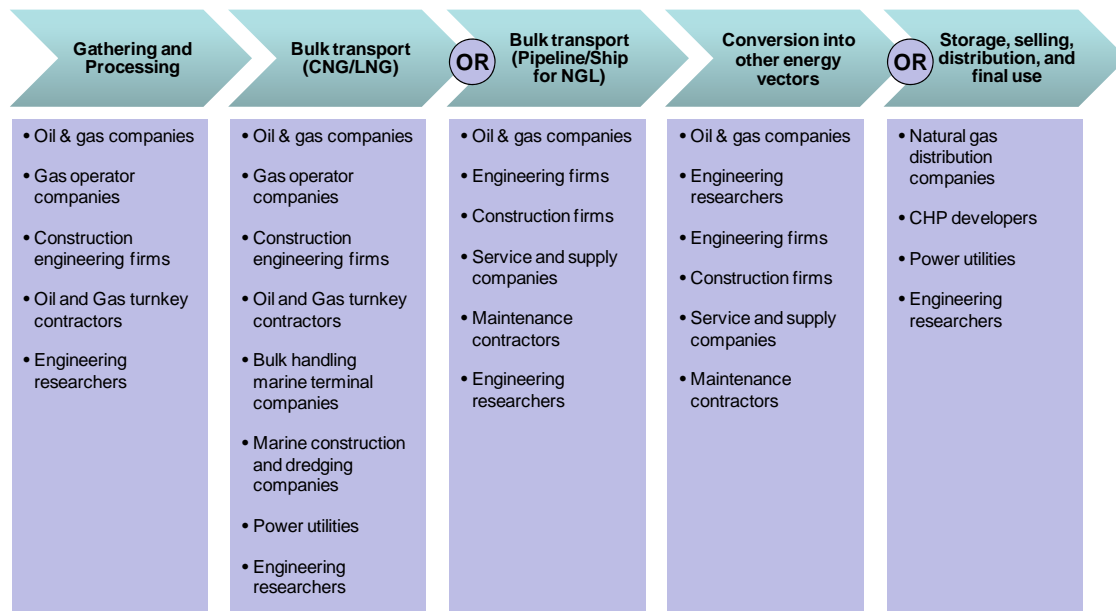 Gathering and
Processing
Bulk transport
(CNG/LNG)
OR
Bulk transport
(Pipeline/Ship
for NGL)
Conversion into
other energy
vectors
OR
Storage, selling,
distribution, and
final use
• Oil & gas companies
• Gas operator
companies
• Construction
engineering firms
• Oil and Gas turnkey
contractors
• Engineering
researchers
• Oil & gas companies
• Gas operator
companies
• Construction
engineering firms
• Oil and Gas turnkey
contractors
• Bulk handling
marine terminal
companies
• Marine construction
and dredging
companies
• Power utilities
• Engineering
researchers
• Oil & gas companies
• Engineering firms
• Construction firms
• Service and supply
companies
• Maintenance
contractors
• Engineering
researchers
• Oil & gas companies
• Engineering
researchers
• Engineering firms
• Construction firms
• Service and supply
companies
• Maintenance
contractors
• Natural gas
distribution
companies
• CHP developers
• Power utilities
• Engineering
researchers